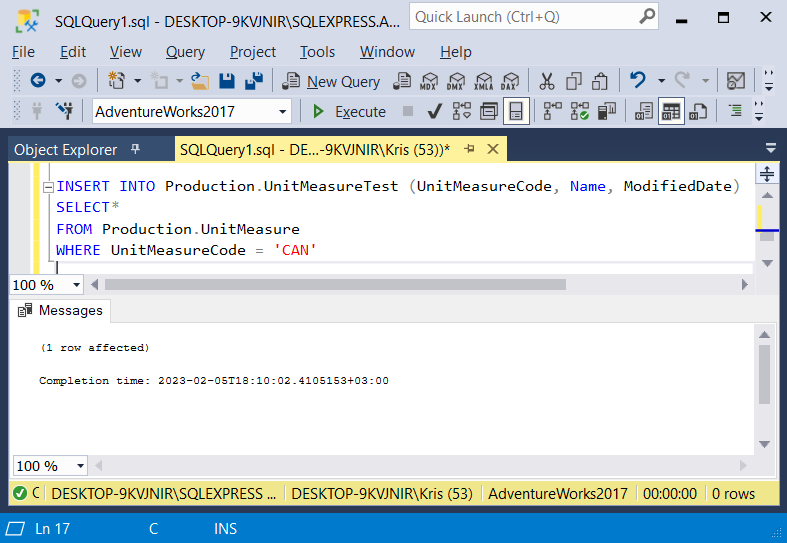 SQLQuery1.sql - DESKTOP-9KVJNIR\SQLEXPRESS.A...
Quick Launch (Ctrl+Q)
File Edit View Query Project Tools Window Help
New Query MDX DMX XMLA DAX
AdventureWorks2017 Execute
Object Explorer SQLQuery1.sql - DE...-9KVJNIR\Kris (53))*
INSERT INTO Production.UnitMeasureTest (UnitMeasureCode, Name, ModifiedDate)
SELECT*
FROM Production.UnitMeasure
WHERE UnitMeasureCode = 'CAN'
100 %
Messages
(1 row affected)
Completion time: 2023-02-05T18:10:02.4105153+03:00
100 %
C DESKTOP-9KVJNIR\SQLEXPRESS ... DESKTOP-9KVJNIR\Kris (53) AdventureWorks2017 00:00:00 0 rows
Ln 17 C INS